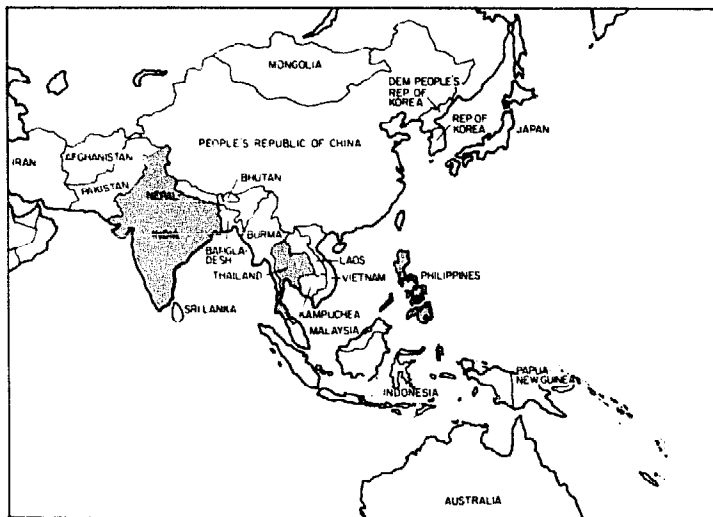 MONGOLIA
DEM PEOPLE'S
REP OF
KOREA
REP OF
KOREA
JAPAN
PEOPLE'S REPUBLIC OF CHINA
IRAN
AFGHANISTAN
PAKISTAN
NEPAL
BHUTAN
BURMA
BANGLA-
DESH
LAOS
THAILAND
VIETNAM
PHILIPPINES
SRI LANKA
KAMPUCHEA
MALAYSIA
PAPUA
NEW GUINEA
INDONESIA
AUSTRALIA